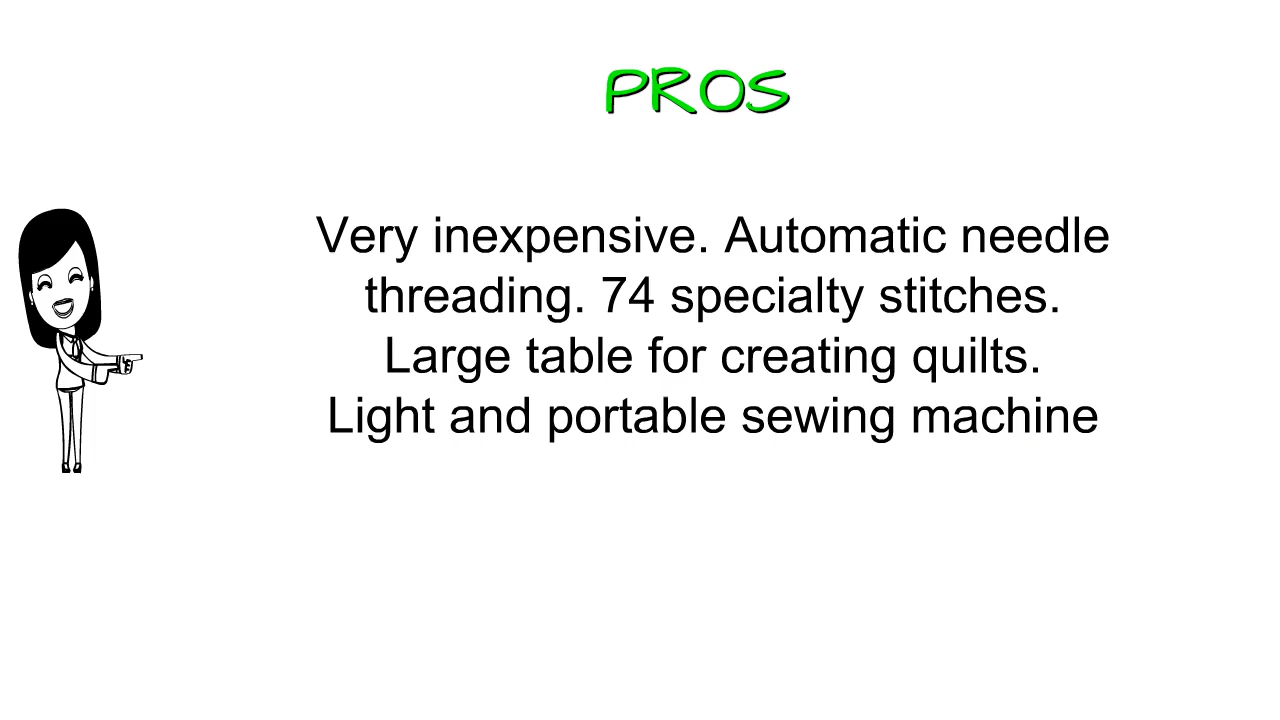 PROS
Very inexpensive. Automatic needle
threading. 74 specialty stitches.
Large table for creating quilts.
Light and portable sewing machine